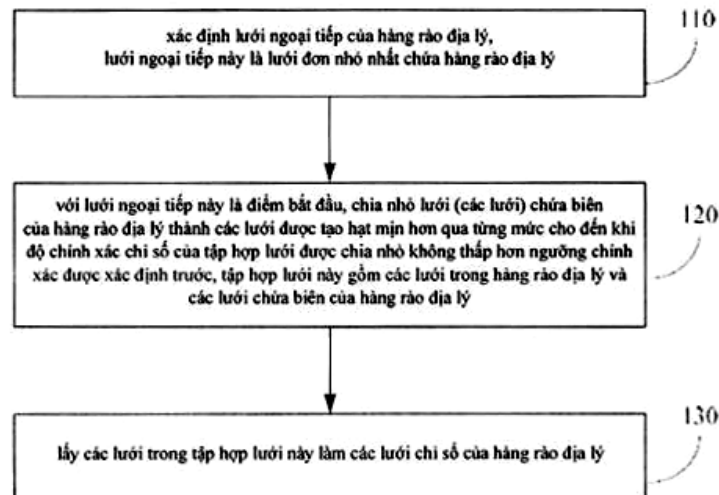 110
xác định lưới ngoại tiếp của hàng rào địa lý,
lưới ngoại tiếp này là lưới đơn nhỏ nhất chứa hàng rào địa lý
với lưới ngoại tiếp này là điểm bắt đầu, chia nhỏ lưới (các lưới) chứa biên
của hàng rào địa lý thành các lưới được tạo hạt mịn hơn qua từng mức cho đến khi
độ chính xác chỉ số của tập hợp lưới được chia nhỏ không thấp hơn ngưỡng chính
xác được xác định trước, tập hợp lưới này gồm các lưới trong hàng rào địa lý và
các lưới chứa biên của hàng rào địa lý
120
lấy các lưới trong tập hợp lưới này làm các lưới chỉ số của hàng rào địa lý
130